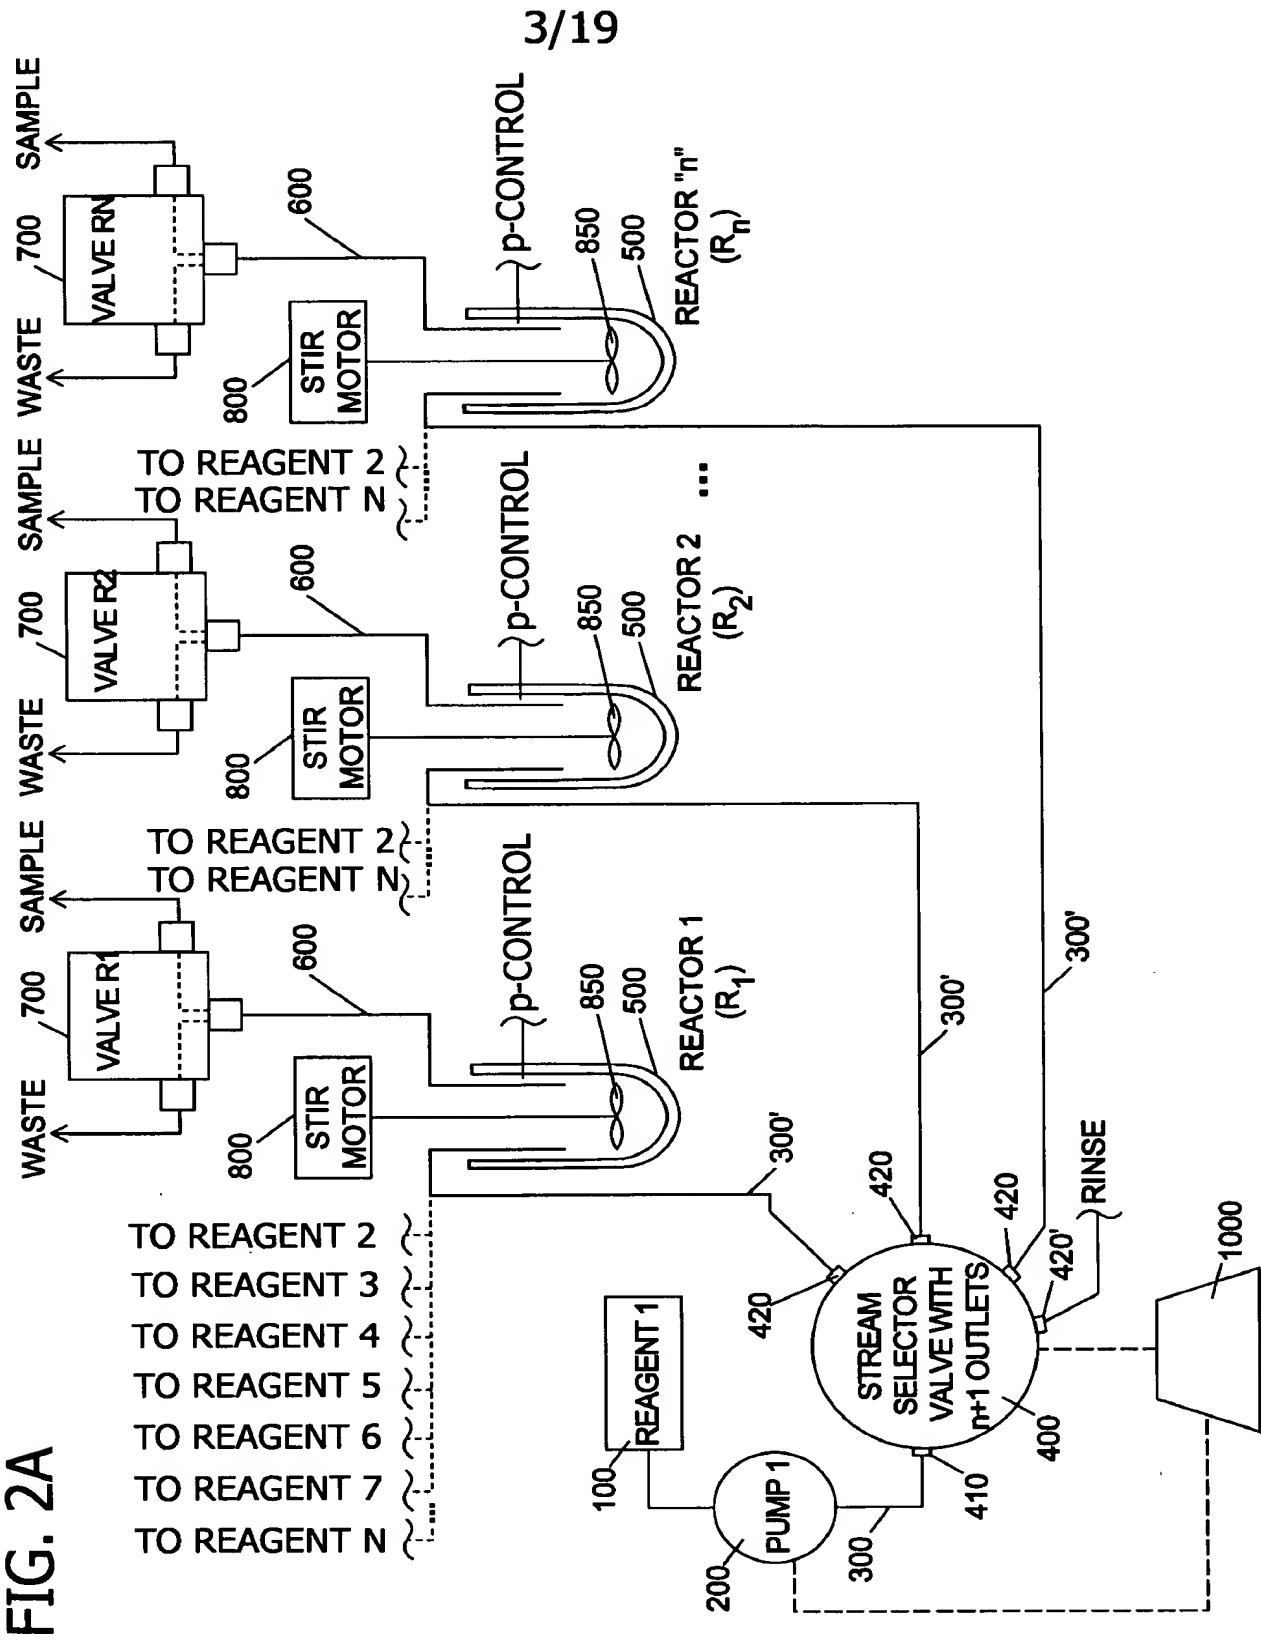 3/19
FIG. 2A
WASTE
700
SAMPLE
VALVE R1
600
800
STIR
MOTOR
p-CONTROL
850
500
REACTOR 1
(R1)
TO REAGENT 2
TO REAGENT 3
TO REAGENT 4
TO REAGENT 5
TO REAGENT 6
TO REAGENT 7
TO REAGENT N
WASTE
700
SAMPLE
VALVE R2
600
800
STIR
MOTOR
p-CONTROL
850
500
REACTOR 2
(R2)
TO REAGENT 2
TO REAGENT N
...
WASTE
700
SAMPLE
VALVE RN
600
800
STIR
MOTOR
p-CONTROL
850
500
REACTOR "n"
(Rn)
TO REAGENT 2
TO REAGENT N
100
REAGENT 1
200
PUMP 1
300
410
400
STREAM
SELECTOR
VALVE WITH
n+1 OUTLETS
420
300'
420
300'
420
300'
420'
RINSE
1000